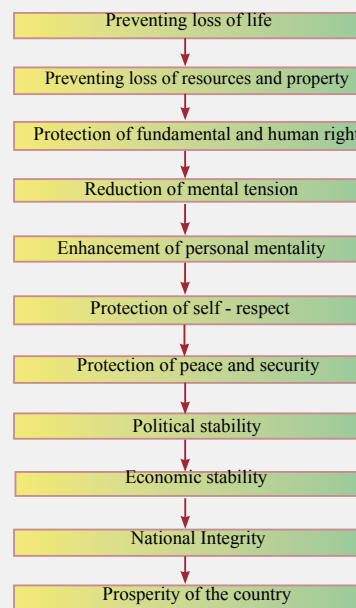 Preventing loss of life
Preventing loss of resources and property
Protection of fundamental and human right
Reduction of mental tension
Enhancement of personal mentality
Protection of self - respect
Protection of peace and security
Political stability
Economic stability
National Integrity
Prosperity of the country